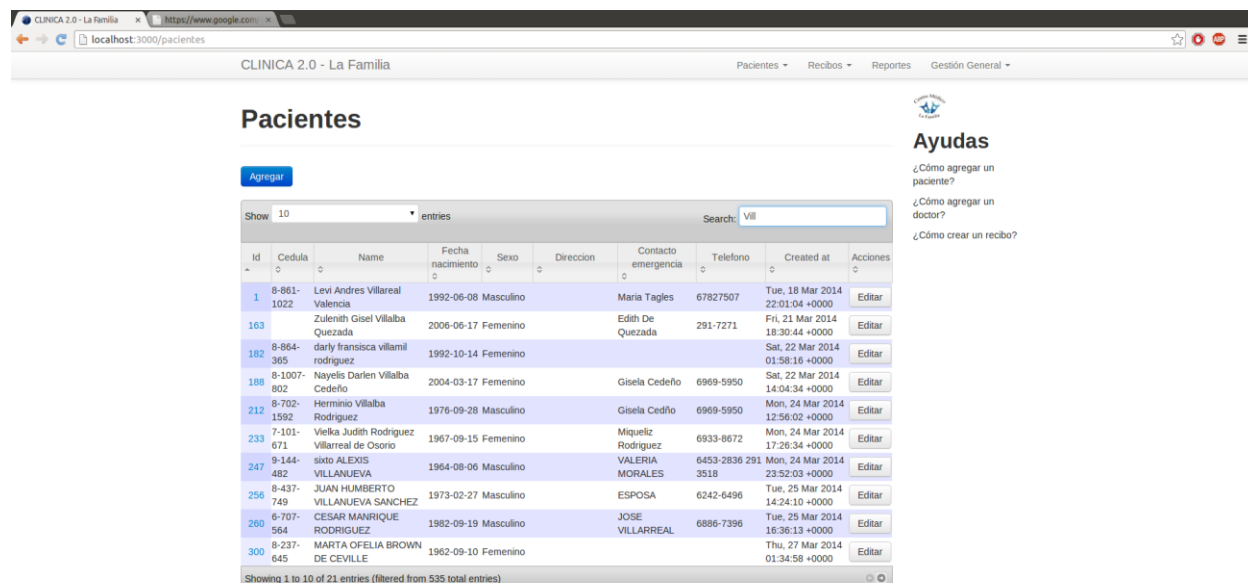 CLINICA 2.0 - La Familia
https://www.google.com/
localhost:3000/pacientes
ABP
CLINICA 2.0 - La Familia Pacientes Recibos Reportes Gestión General
Centro Médico
La Familia
Pacientes
Ayudas
¿Cómo agregar un
paciente?
¿Cómo agregar un
doctor?
¿Cómo crear un recibo?
Agregar
Show 10 entries Search: Vill
Id Cedula Name Fecha nacimiento Sexo Direccion Contacto emergencia Telefono Created at Acciones
1 8-861-1022 Levi Andres Villareal Valencia 1992-06-08 Masculino Maria Tagles 67827507 Tue, 18 Mar 2014 22:01:04 +0000 Editar
163 Zulenith Gisel Villalba Quezada 2006-06-17 Femenino Edith De Quezada 291-7271 Fri, 21 Mar 2014 18:30:44 +0000 Editar
182 8-864-365 darly fransisca villamil rodriguez 1992-10-14 Femenino Sat, 22 Mar 2014 01:58:16 +0000 Editar
188 8-1007-802 Nayelis Darlen Villalba Cedeño 2004-03-17 Femenino Gisela Cedeño 6969-5950 Sat, 22 Mar 2014 14:04:34 +0000 Editar
212 8-702-1592 Herminio Villalba Rodriguez 1976-09-28 Masculino Gisela Cedño 6969-5950 Mon, 24 Mar 2014 12:56:02 +0000 Editar
233 7-101-671 Vielka Judith Rodriguez Villarreal de Osorio 1967-09-15 Femenino Miqueliz Rodriguez 6933-8672 Mon, 24 Mar 2014 17:26:34 +0000 Editar
247 9-144-482 sixto ALEXIS VILLANUEVA 1964-08-06 Masculino VALERIA MORALES 6453-2836 291 3518 Mon, 24 Mar 2014 23:52:03 +0000 Editar
256 8-437-749 JUAN HUMBERTO VILLANUEVA SANCHEZ 1973-02-27 Masculino ESPOSA 6242-6496 Tue, 25 Mar 2014 14:24:10 +0000 Editar
260 6-707-564 CESAR MANRIQUE RODRIGUEZ 1982-09-19 Masculino JOSE VILLARREAL 6886-7396 Tue, 25 Mar 2014 16:36:13 +0000 Editar
300 8-237-645 MARTA OFELIA BROWN DE CEVILLE 1962-09-10 Femenino Thu, 27 Mar 2014 01:34:58 +0000 Editar
Showing 1 to 10 of 21 entries (filtered from 535 total entries)